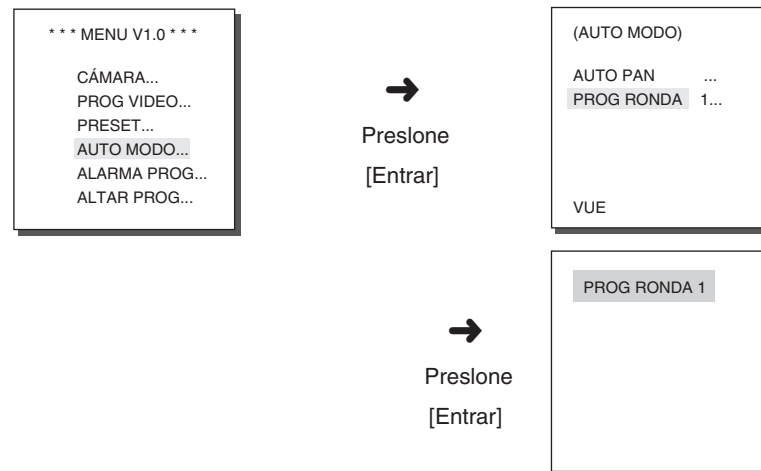 * * * MENU V1.0 * * *
CÁMARA...
PROG VIDEO...
PRESET...
AUTO MODO...
ALARMA PROG...
ALTAR PROG...
Preslone
[Entrar]
(AUTO MODO)
AUTO PAN ...
PROG RONDA 1...
VUE
Preslone
[Entrar]
PROG RONDA 1